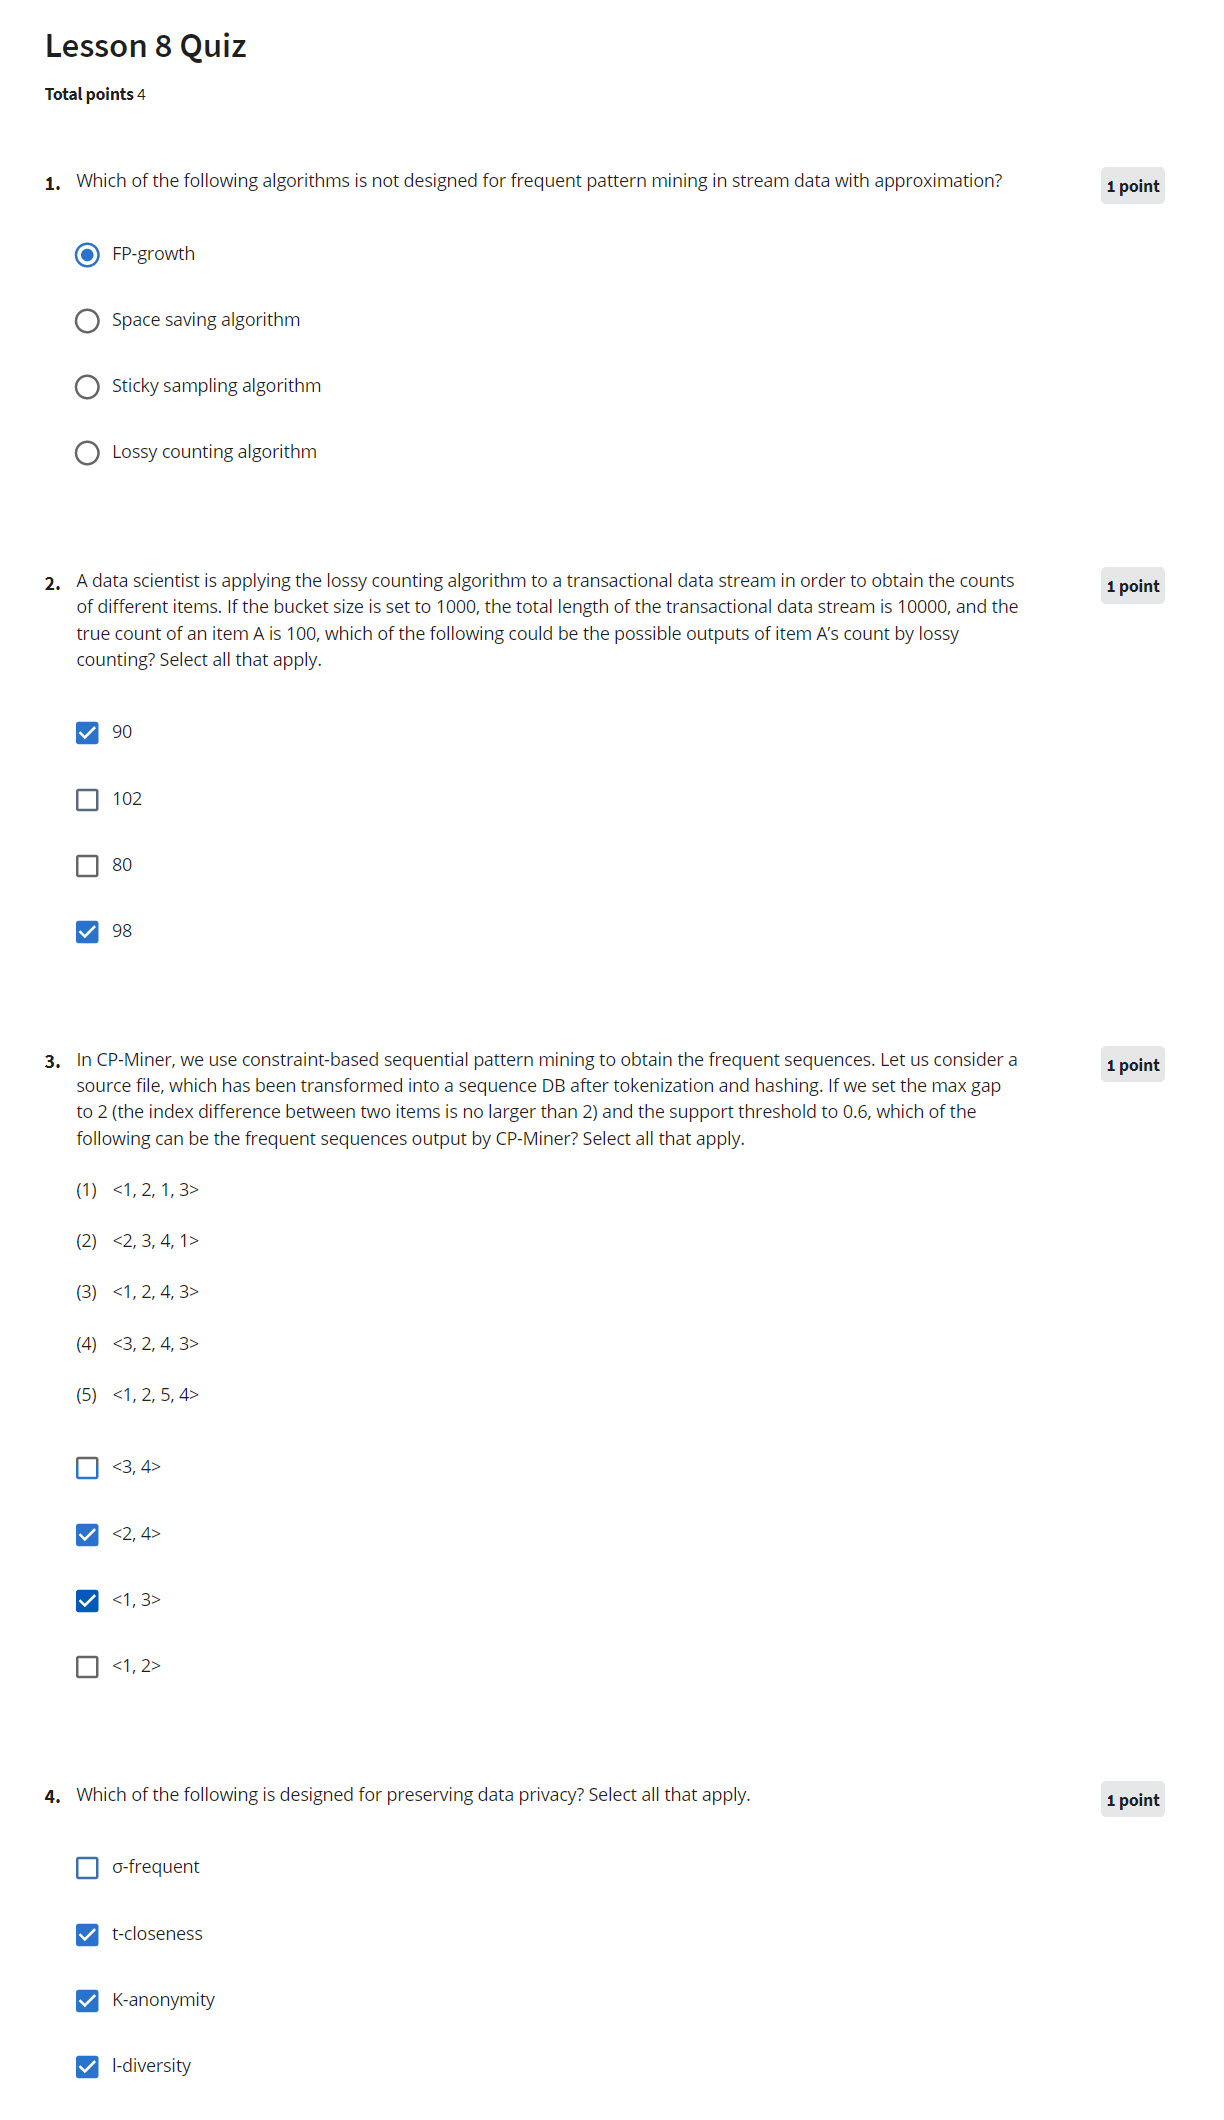 Lesson 8 Quiz
Total points 4
1. Which of the following algorithms is not designed for frequent pattern mining in stream data with approximation?
1 point
FP-growth
Space saving algorithm
Sticky sampling algorithm
Lossy counting algorithm
2. A data scientist is applying the lossy counting algorithm to a transactional data stream in order to obtain the counts
1 point
of different items. If the bucket size is set to 1000, the total length of the transactional data stream is 10000, and the
true count of an item A is 100, which of the following could be the possible outputs of item A’s count by lossy
counting? Select all that apply.
90
102
80
98
3. In CP-Miner, we use constraint-based sequential pattern mining to obtain the frequent sequences. Let us consider a
1 point
source file, which has been transformed into a sequence DB after tokenization and hashing. If we set the max gap
to 2 (the index difference between two items is no larger than 2) and the support threshold to 0.6, which of the
following can be the frequent sequences output by CP-Miner? Select all that apply.
(1) <1, 2, 1, 3>
(2) <2, 3, 4, 1>
(3) <1, 2, 4, 3>
(4) <3, 2, 4, 3>
(5) <1, 2, 5, 4>
<3, 4>
<2, 4>
<1, 3>
<1, 2>
4. Which of the following is designed for preserving data privacy? Select all that apply.
1 point
σ-frequent
t-closeness
K-anonymity
l-diversity